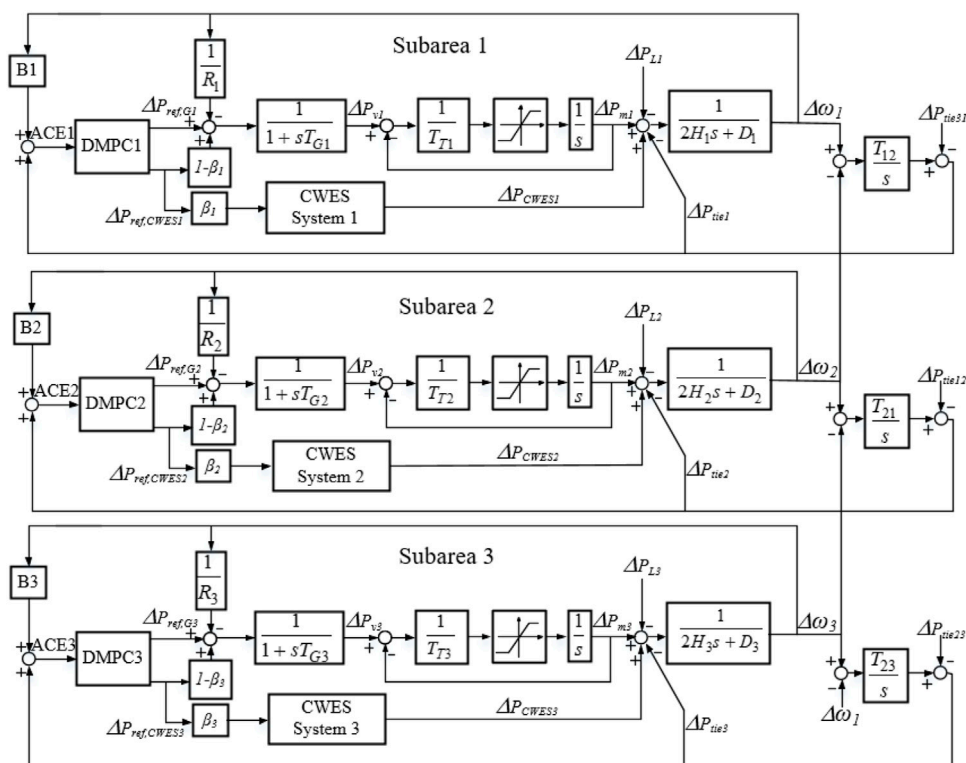 Subarea 1
B1
1
R1
ΔPL1
ΔPref,G1
ΔPv1
ΔPm1
Δω1
ΔPtie31
ACE1
DMPC1
1
1 + sTG1
1
TT1
1
s
1
2H1s + D1
T12
s
1-β1
β1
CWES
System 1
ΔPCWES1
ΔPtie1
ΔPref,CWES1
Subarea 2
B2
1
R2
ΔPL2
ΔPref,G2
ΔPv2
ΔPm2
Δω2
ΔPtie12
ACE2
DMPC2
1
1 + sTG2
1
TT2
1
s
1
2H2s + D2
T21
s
1-β2
β2
CWES
System 2
ΔPCWES2
ΔPtie2
ΔPref,CWES2
Subarea 3
B3
1
R3
ΔPL3
ΔPref,G3
ΔPv3
ΔPm3
Δω3
ΔPtie23
ACE3
DMPC3
1
1 + sTG3
1
TT3
1
s
1
2H3s + D3
T23
s
Δω1
1-β3
β3
CWES
System 3
ΔPCWES3
ΔPtie3
ΔPref,CWES3